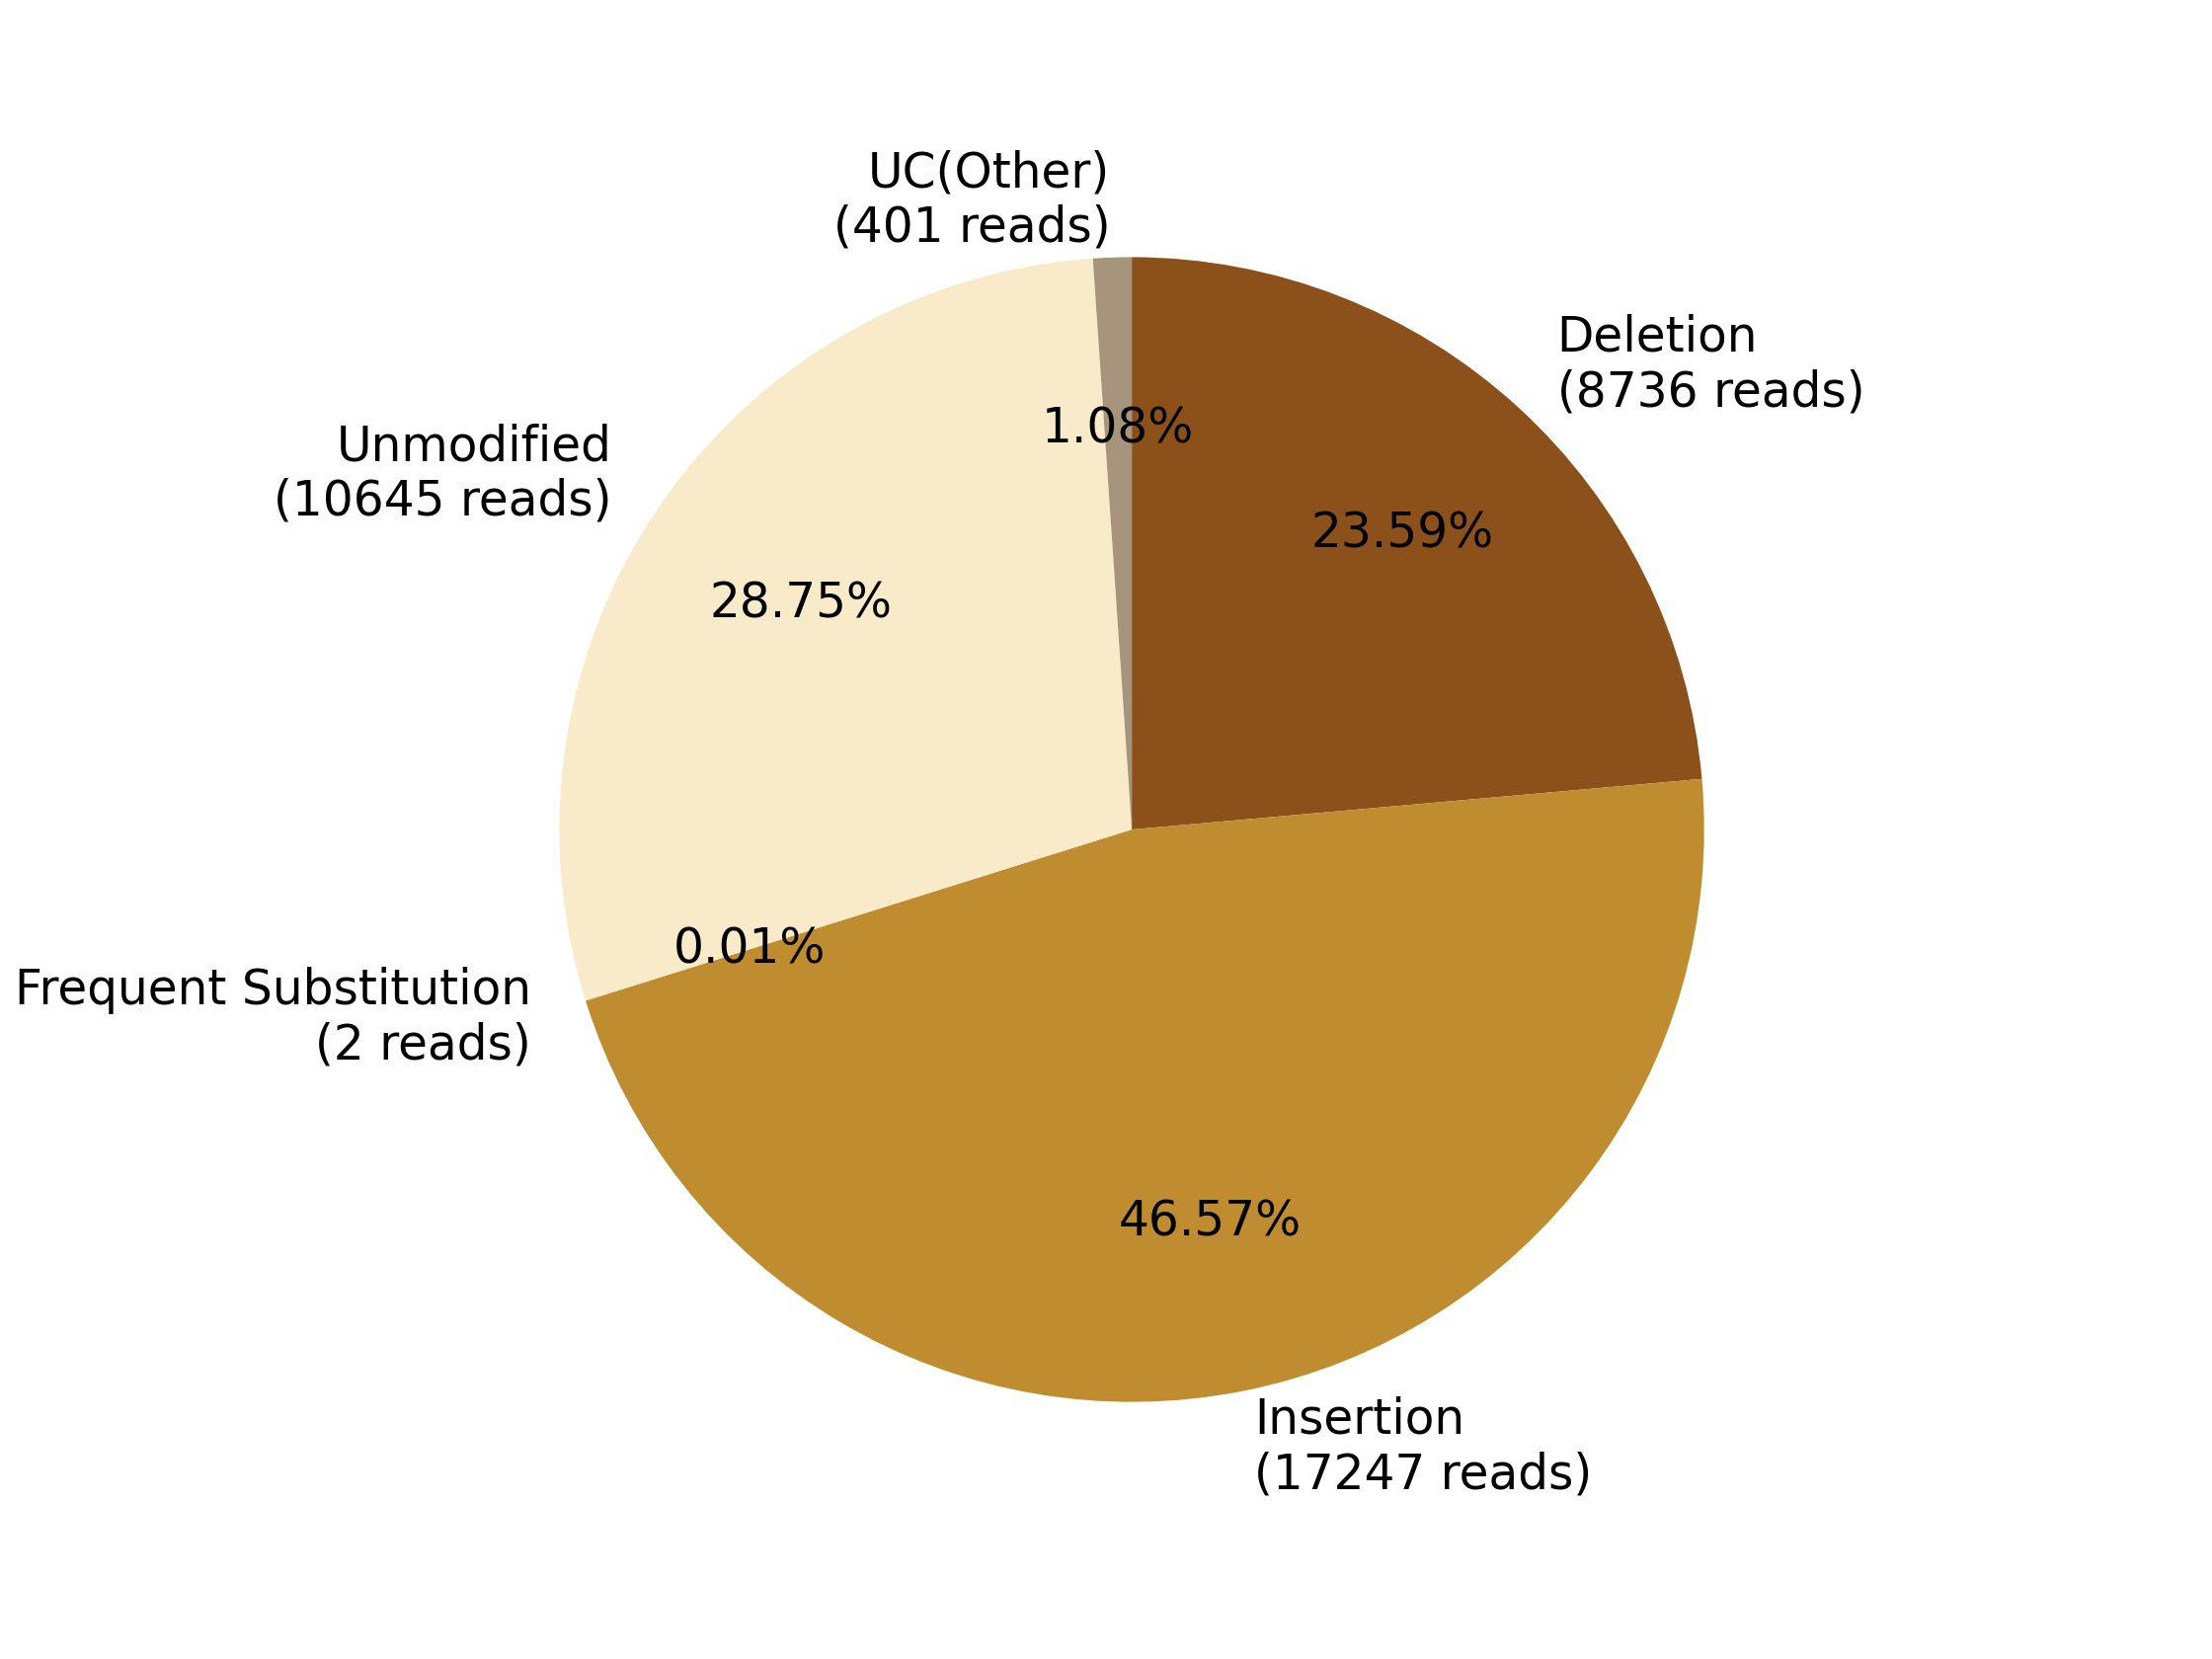 UC(Other)
(401 reads)
Deletion
(8736 reads)
1.08%
Unmodified
(10645 reads)
23.59%
28.75%
0.01%
Frequent Substitution
(2 reads)
46.57%
Insertion
(17247 reads)